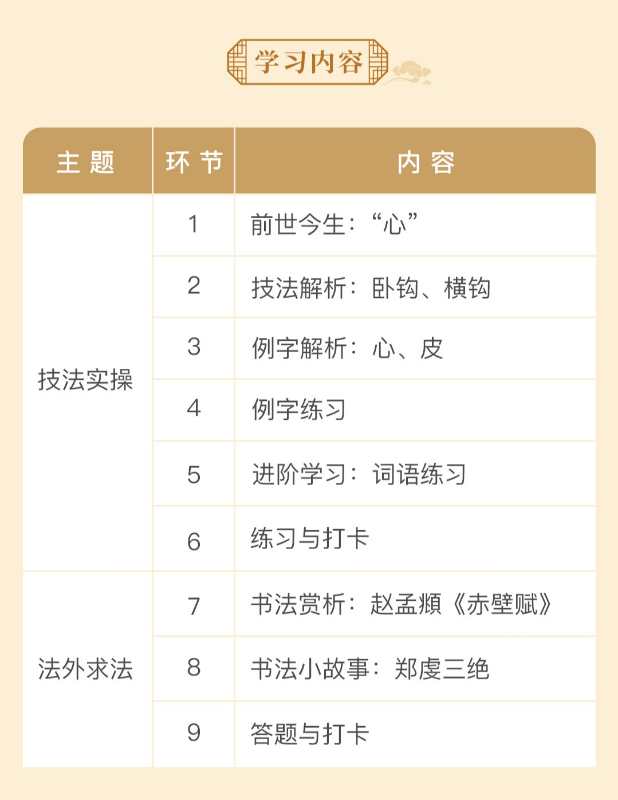 学习内容
主题 环节 内容
技法实操
1 前世今生：“心”
2 技法解析：卧钩、横钩
3 例字解析：心、皮
4 例字练习
5 进阶学习：词语练习
6 练习与打卡
法外求法
7 书法赏析：赵孟頫《赤壁赋》
8 书法小故事：郑虔三绝
9 答题与打卡